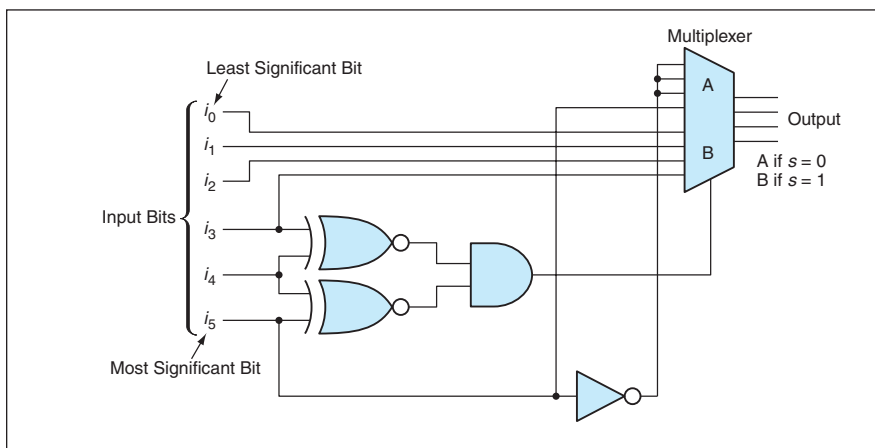 Multiplexer
Least Significant Bit
A
i0
Output
i1
B
A if s = 0
i2
B if s = 1
Input Bits
i3
i4
i5
Most Significant Bit